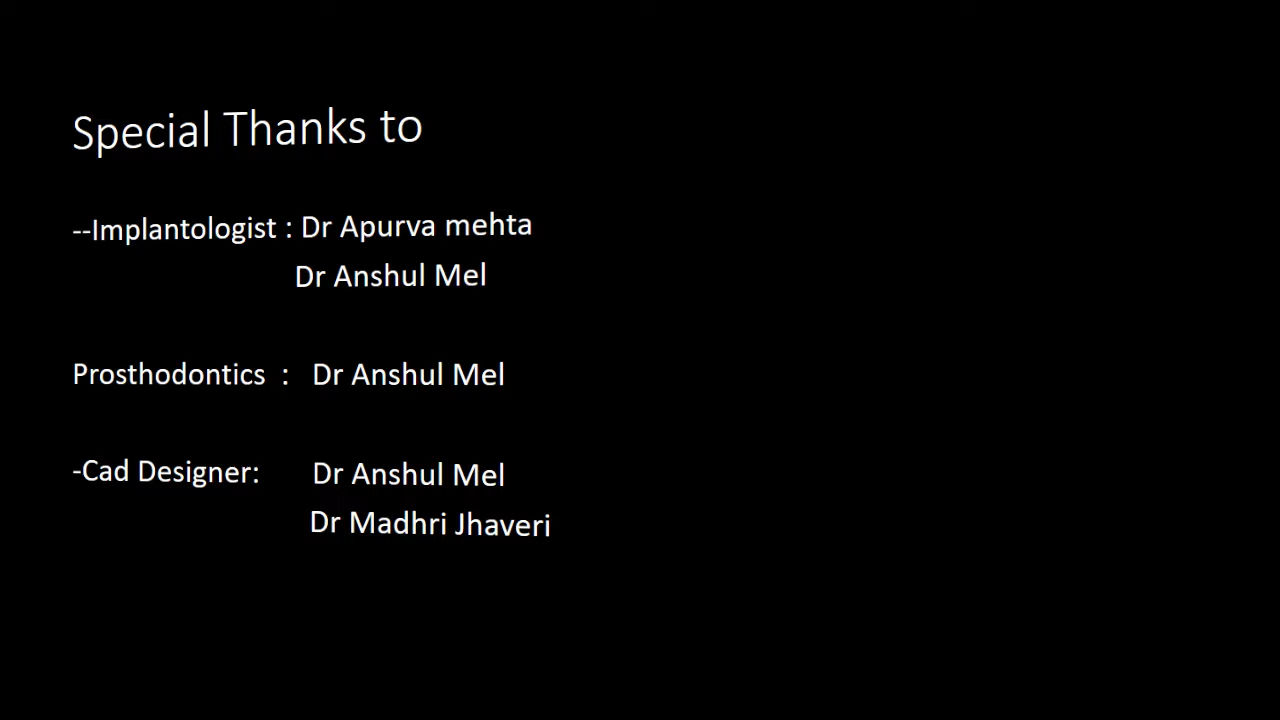 Special Thanks to
--Implantologist : Dr Apurva mehta
Dr Anshul Mel
Prosthodontics : Dr Anshul Mel
-Cad Designer: Dr Anshul Mel
Dr Madhri Jhaveri